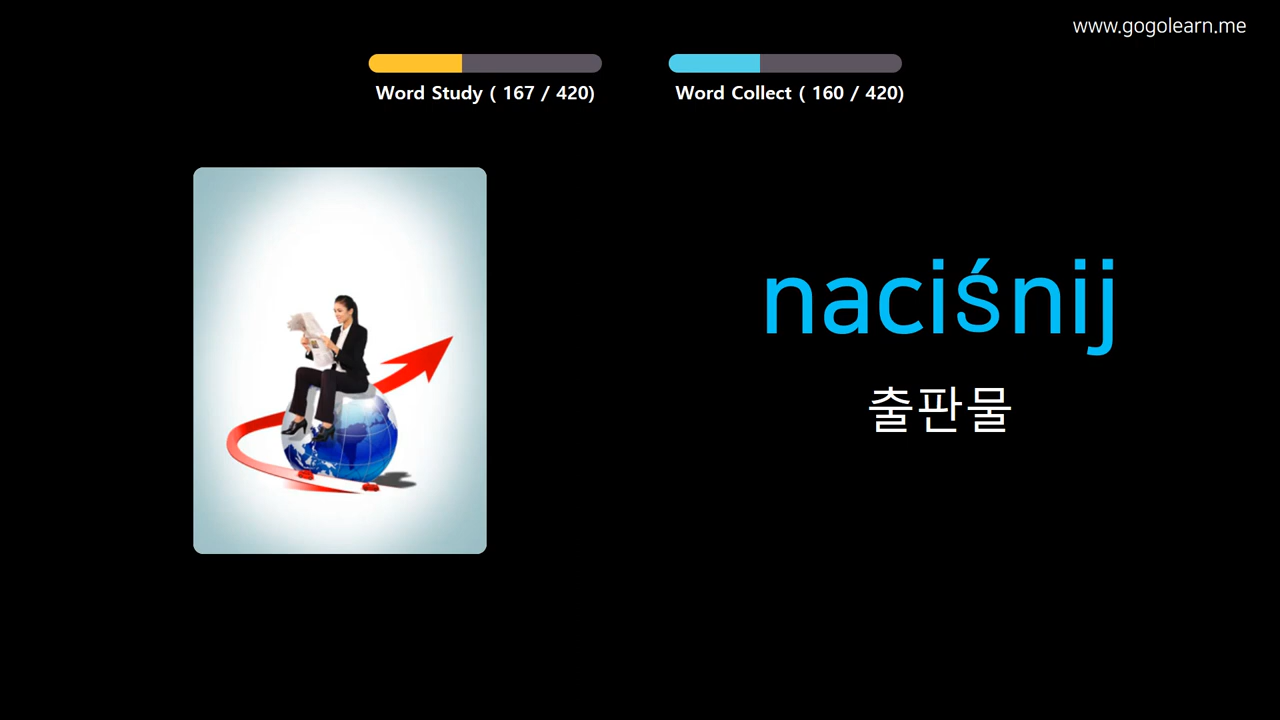 www.gogolearn.me
Word Study ( 167 / 420)
Word Collect ( 160 / 420)
naciśnij
출판물